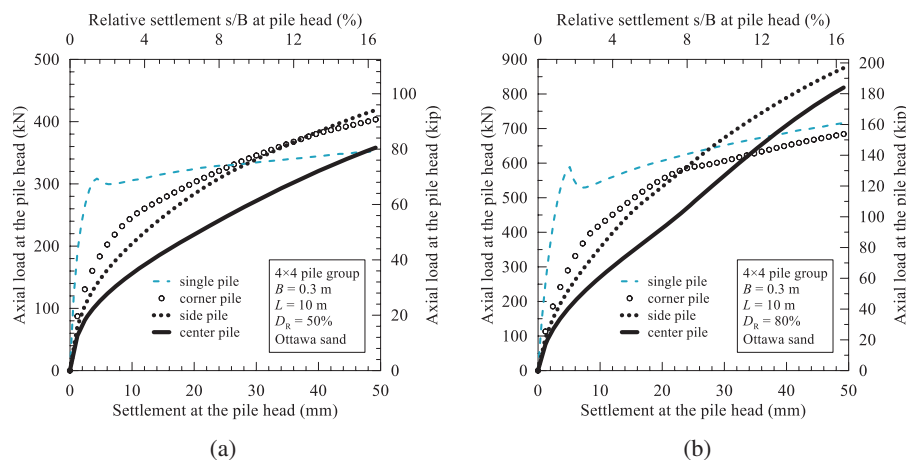 Relative settlement s/B at pile head (%)
0 4 8 12 16
500
400
300
200
100
0
Axial load at the pile head (kN)
100
80
60
40
20
0
Axial load at the pile head (kip)
single pile
corner pile
side pile
center pile
4×4 pile group
B = 0.3 m
L = 10 m
DR = 50%
Ottawa sand
0 10 20 30 40 50
Settlement at the pile head (mm)
(a)
Relative settlement s/B at pile head (%)
0 4 8 12 16
900
800
700
600
500
400
300
200
100
0
Axial load at the pile head (kN)
200
180
160
140
120
100
80
60
40
20
0
Axial load at the pile head (kip)
single pile
corner pile
side pile
center pile
4×4 pile group
B = 0.3 m
L = 10 m
DR = 80%
Ottawa sand
0 10 20 30 40 50
Settlement at the pile head (mm)
(b)